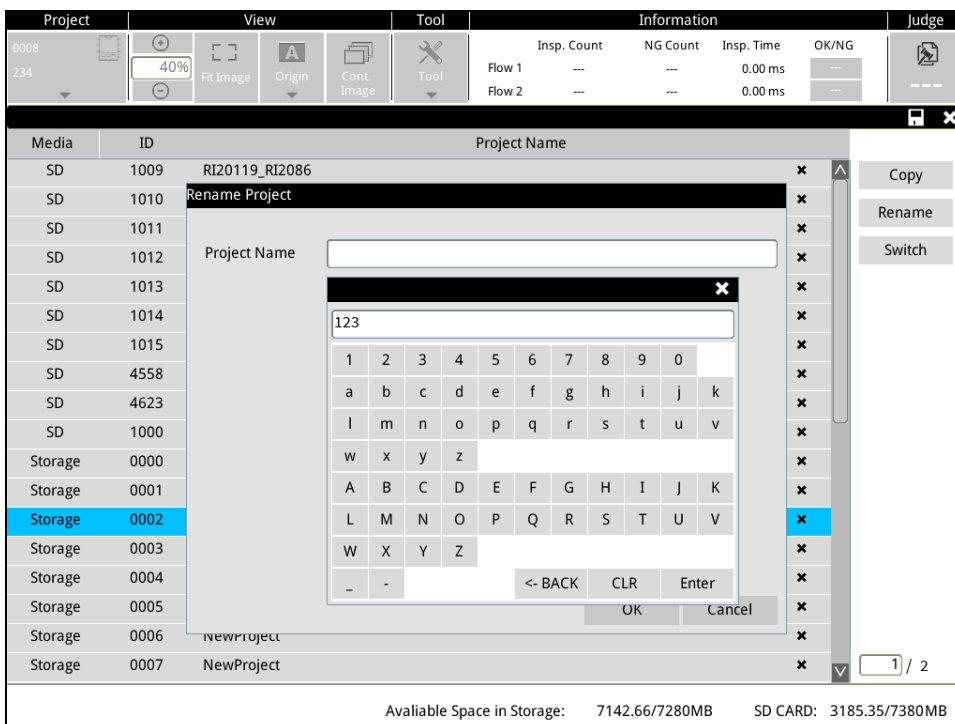 Project View Tool Information Judge
0008
234
40%
Fit Image
Origin
Cont. Image
Tool
Insp. Count NG Count Insp. Time OK/NG
Flow 1 --- --- 0.00 ms ---
Flow 2 --- --- 0.00 ms ---
---
Media ID Project Name
SD 1009 RI20119_RI2086
SD 1010
SD 1011
SD 1012
SD 1013
SD 1014
SD 1015
SD 4558
SD 4623
SD 1000
Storage 0000
Storage 0001
Storage 0002
Storage 0003
Storage 0004
Storage 0005
Storage 0006 NewProject
Storage 0007 NewProject
Copy
Rename
Switch
1 / 2
Rename Project
Project Name
123
1 2 3 4 5 6 7 8 9 0
a b c d e f g h i j k
l m n o p q r s t u v
w x y z
A B C D E F G H I J K
L M N O P Q R S T U V
W X Y Z
_ - <- BACK CLR Enter
OK Cancel
Avaliable Space in Storage: 7142.66/7280MB SD CARD: 3185.35/7380MB